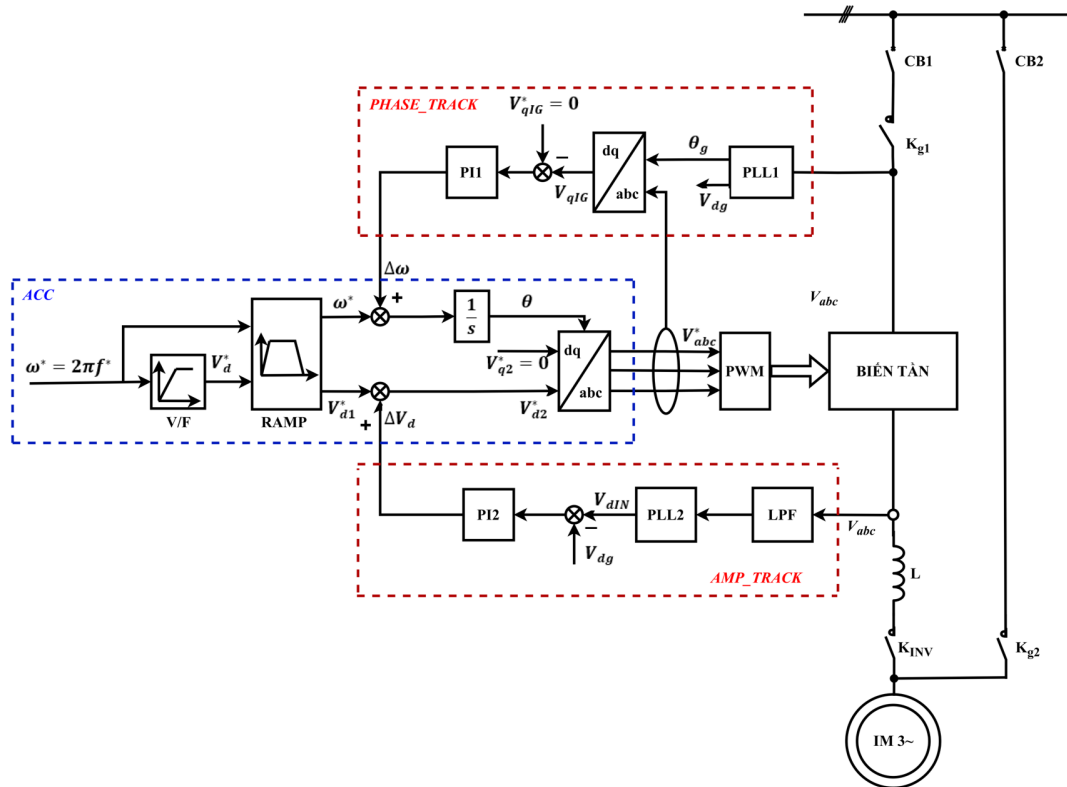 CB1
CB2
PHASE_TRACK
V*qIG = 0
Kg1
dq
abc
θg
PLL1
PI1
−
VqIG
Vdg
Δω
ACC
ω*
+
1/s
θ
Vabc
ω* = 2πf*
V*d
V*q2 = 0
dq
abc
V*abc
PWM
BIẾN TẦN
V/F
RAMP
V*d1
+
ΔVd
V*d2
PI2
VdIN
−
Vdg
PLL2
LPF
Vabc
AMP_TRACK
L
KINV
Kg2
IM 3~